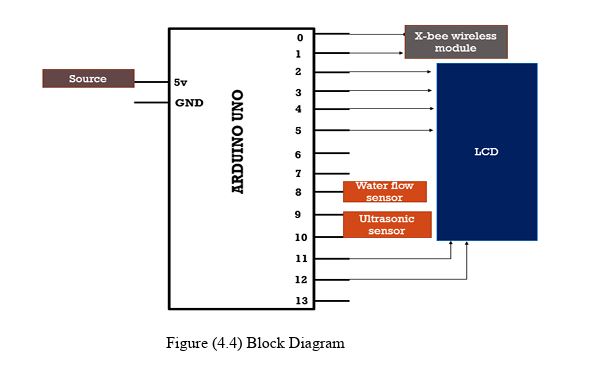 0
X-bee wireless
module
1
2
Source
5v
3
GND
4
ARDUINO UNO
5
LCD
6
7
8
Water flow
sensor
9
Ultrasonic
sensor
10
11
12
13
Figure (4.4) Block Diagram